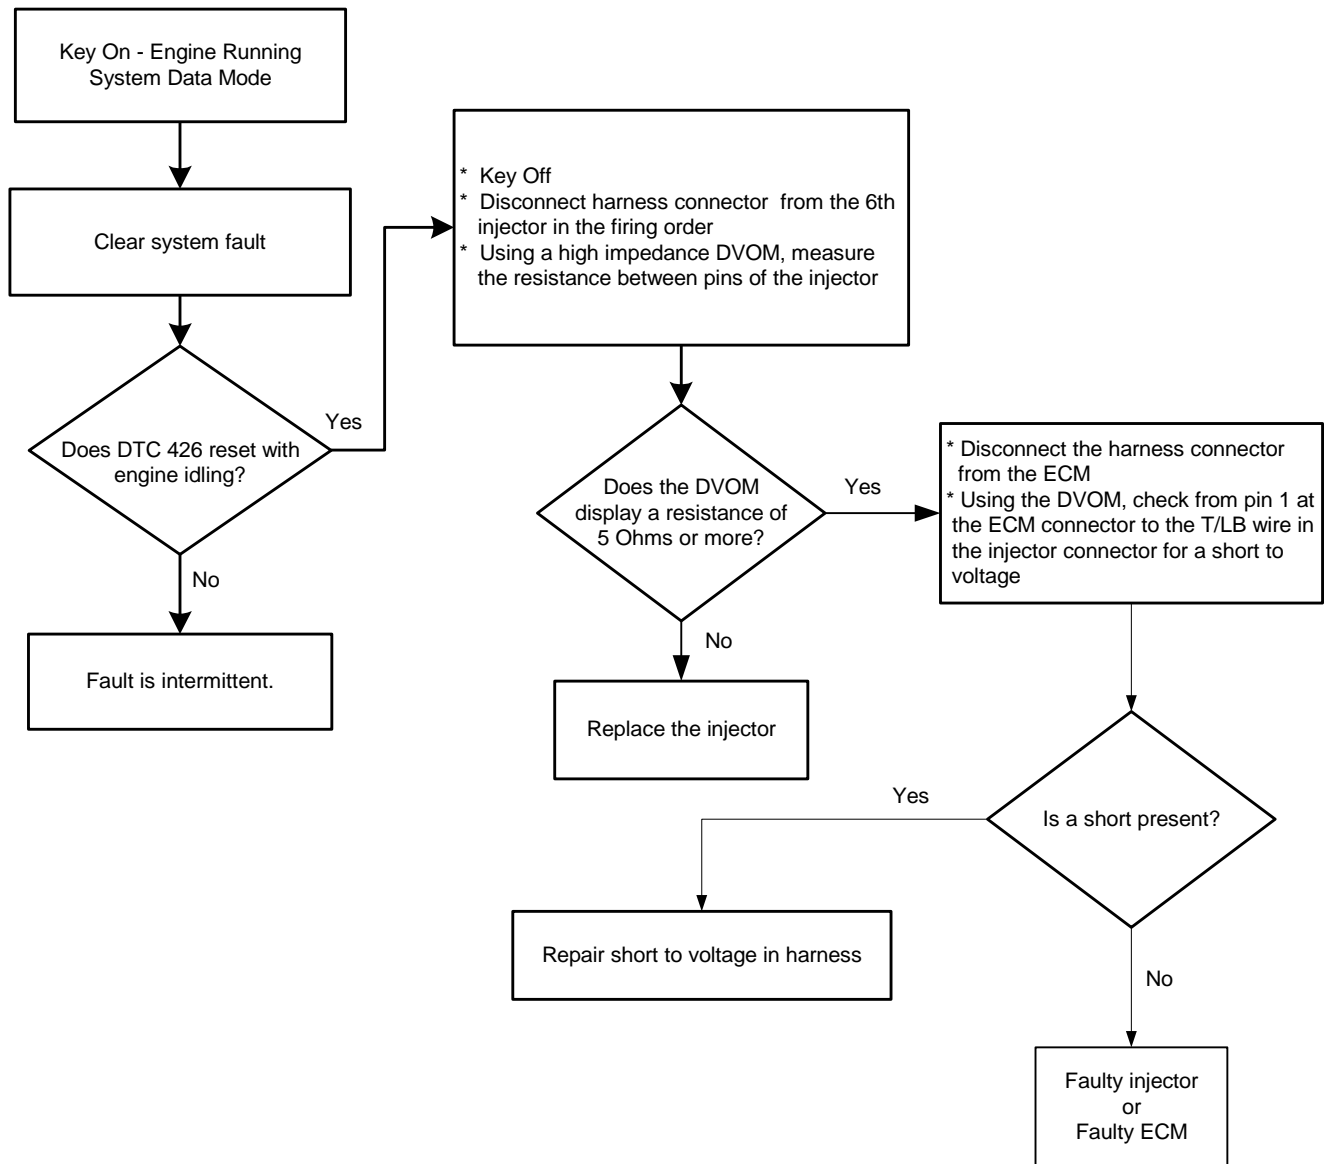 Key On - Engine Running
System Data Mode
Clear system fault
Does DTC 426 reset with
engine idling?
Yes
No
Fault is intermittent.
* Key Off
* Disconnect harness connector from the 6th
injector in the firing order
* Using a high impedance DVOM, measure
the resistance between pins of the injector
Does the DVOM
display a resistance of
5 Ohms or more?
Yes
No
Replace the injector
* Disconnect the harness connector
from the ECM
* Using the DVOM, check from pin 1 at
the ECM connector to the T/LB wire in
the injector connector for a short to
voltage
Is a short present?
Yes
Repair short to voltage in harness
No
Faulty injector
or
Faulty ECM